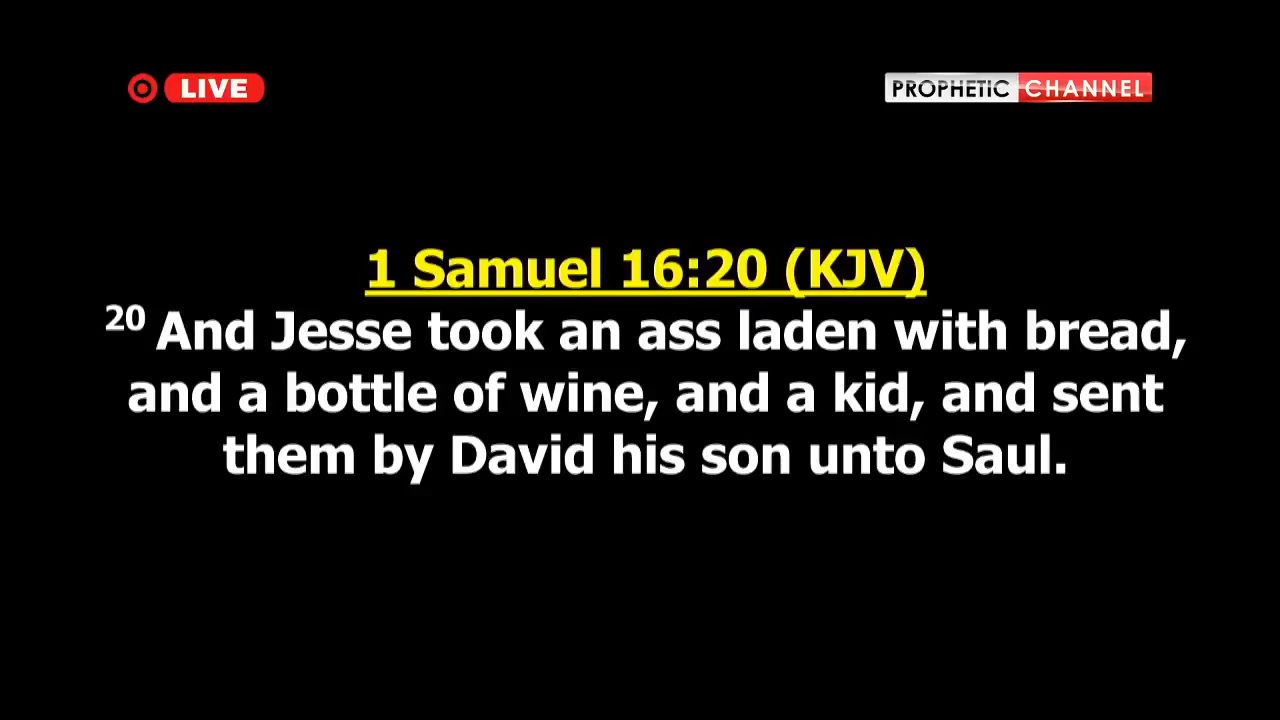 LIVE
PROPHETIC CHANNEL
1 Samuel 16:20 (KJV)
20 And Jesse took an ass laden with bread,
and a bottle of wine, and a kid, and sent
them by David his son unto Saul.